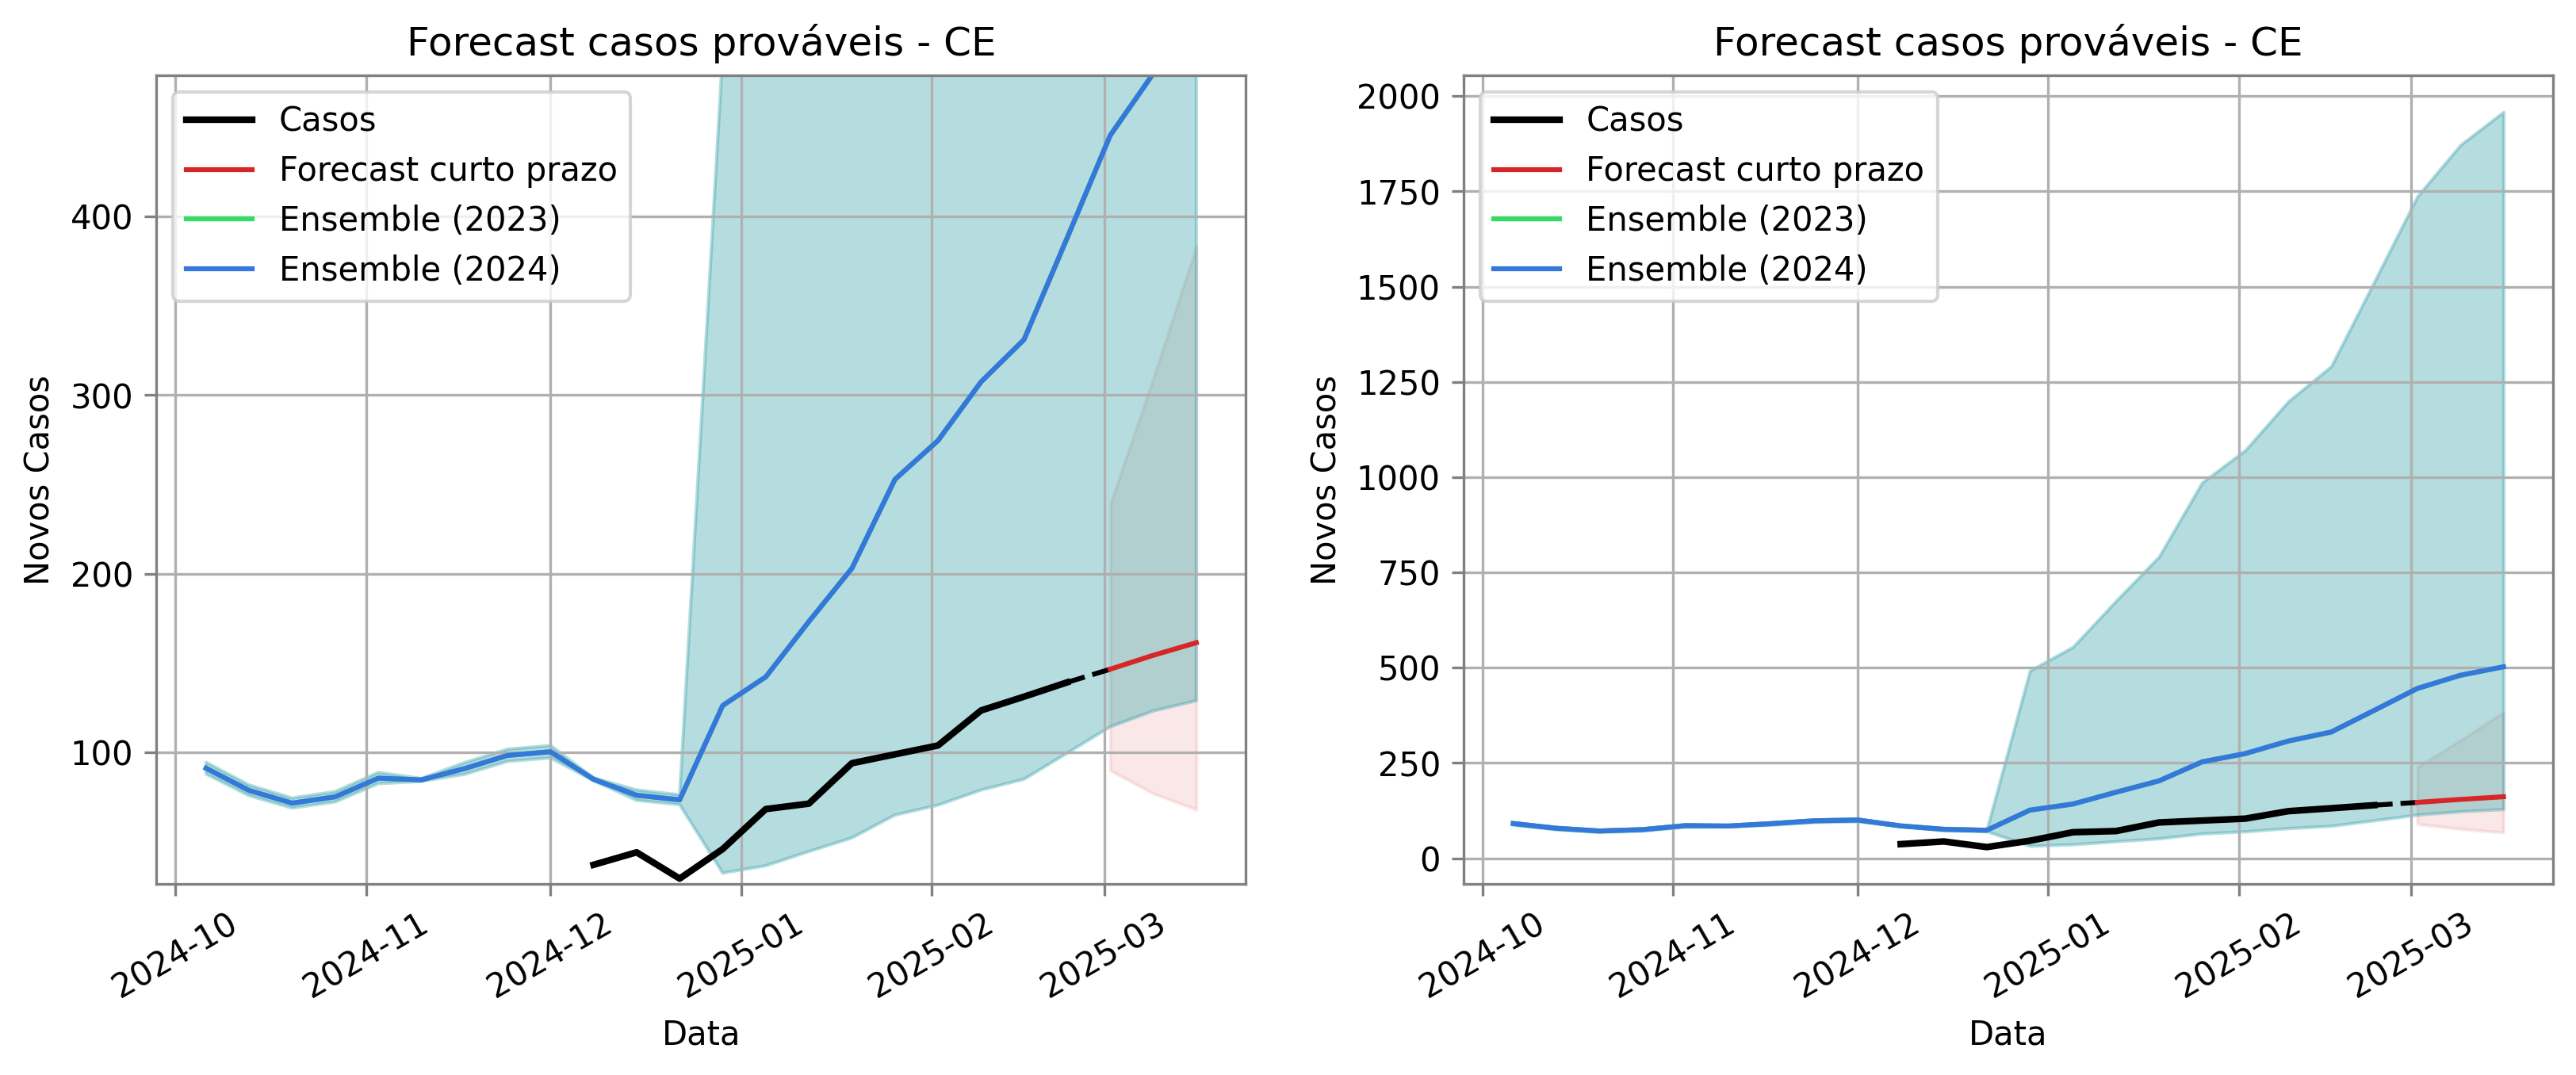 Forecast casos prováveis - CE
Casos
Forecast curto prazo
Ensemble (2023)
Ensemble (2024)
Novos Casos
400
300
200
100
2024-10
2024-11
2024-12
2025-01
2025-02
2025-03
Data
Forecast casos prováveis - CE
Casos
Forecast curto prazo
Ensemble (2023)
Ensemble (2024)
Novos Casos
2000
1750
1500
1250
1000
750
500
250
0
2024-10
2024-11
2024-12
2025-01
2025-02
2025-03
Data